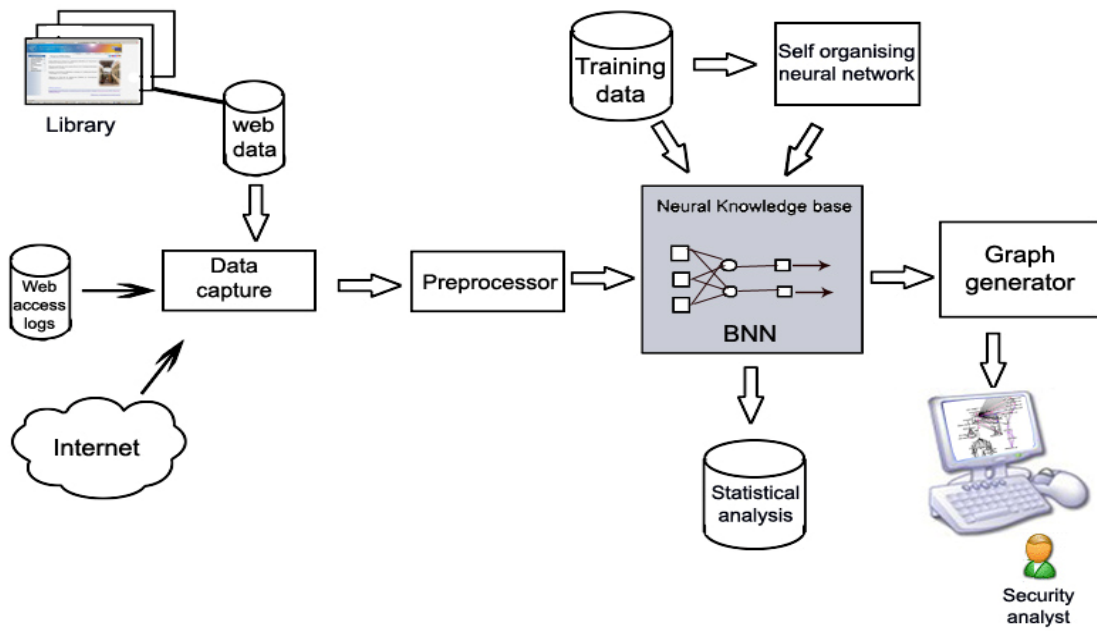 Library
web
data
Training
data
Self organising
neural network
Web
access
logs
Data
capture
Preprocessor
Neural Knowledge base
BNN
Graph
generator
Internet
Statistical
analysis
Security
analyst